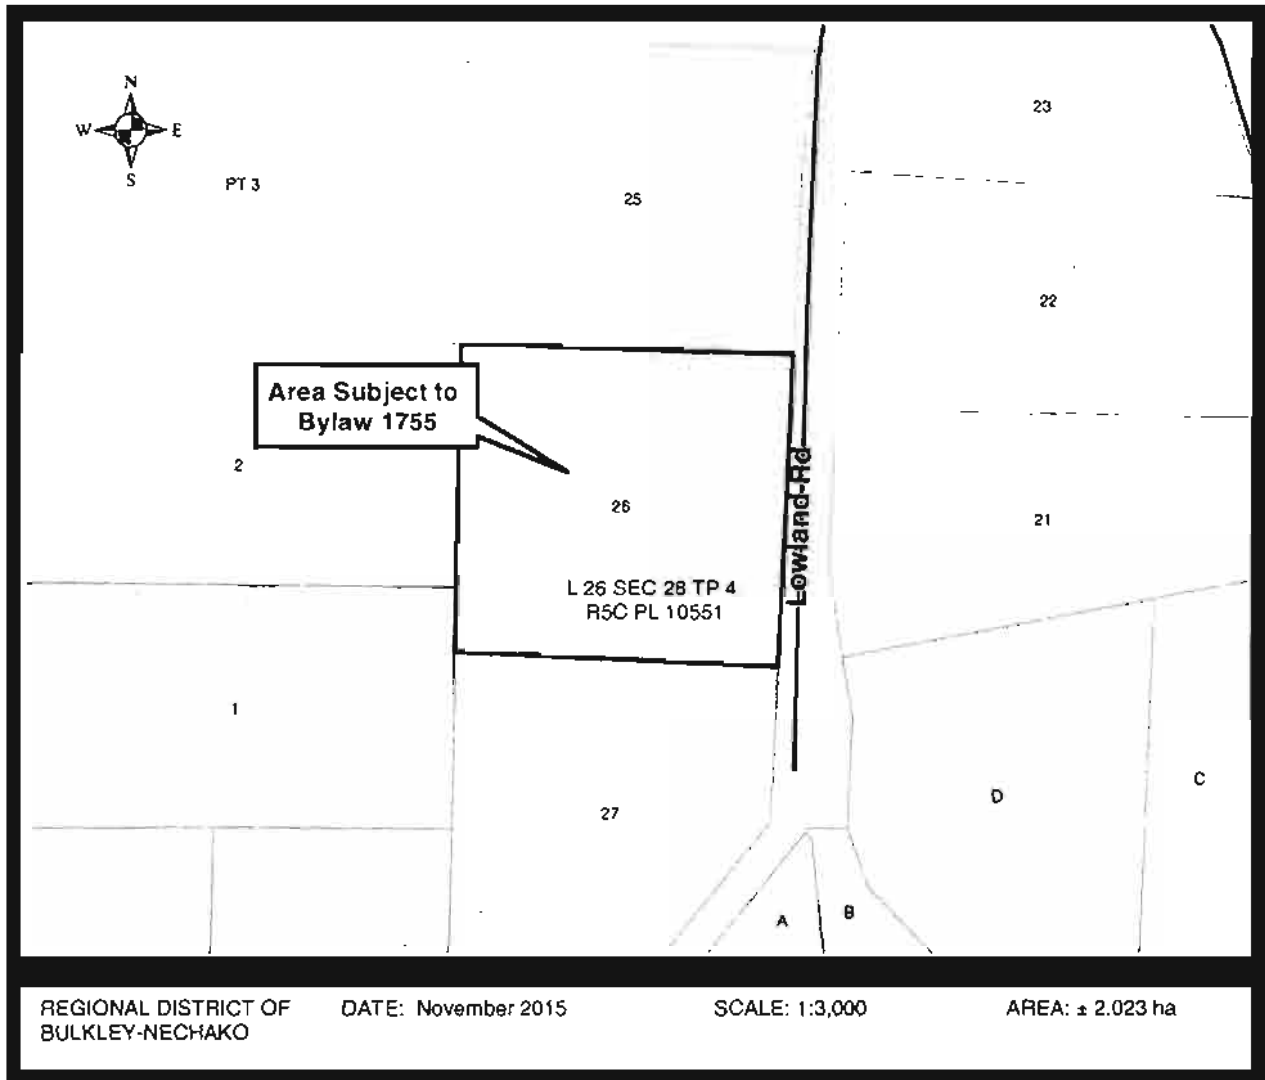 N
W E
S
PT 3
23
25
22
Area Subject to
Bylaw 1755
2
26
21
Lowland Rd
L 26 SEC 28 TP 4
R5C PL 10551
1
27
D
C
A
B
REGIONAL DISTRICT OF
BULKLEY-NECHAKO
DATE: November 2015
SCALE: 1:3,000
AREA: ± 2.023 ha